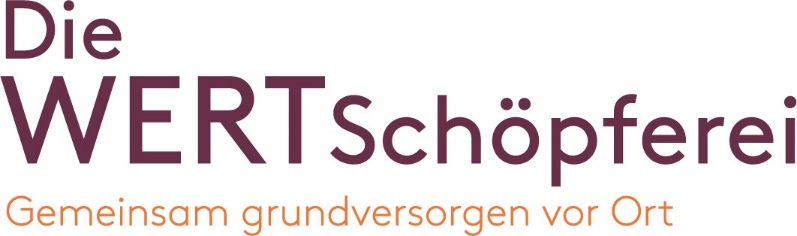 Die
WERTSchöpferei
Gemeinsam grundversorgen vor Ort